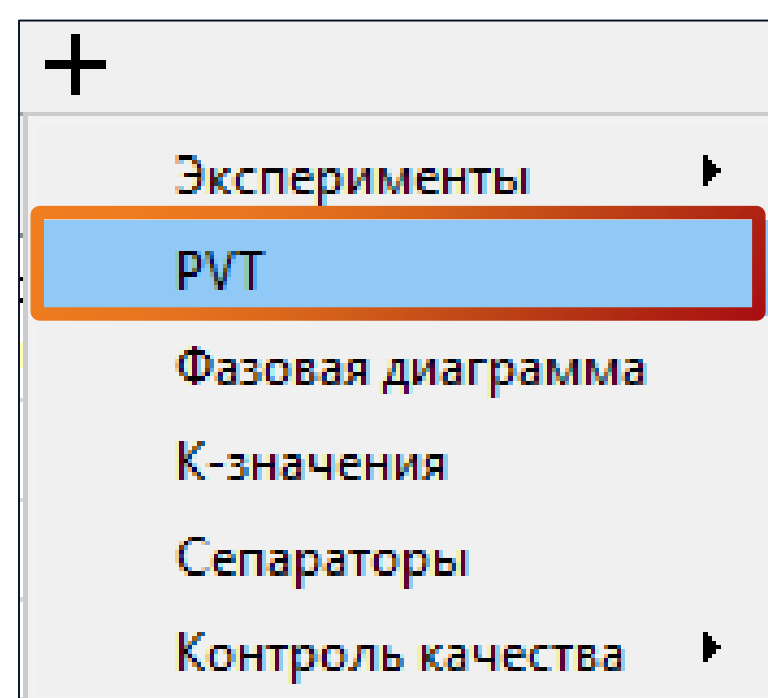 Эксперименты
PVT
Фазовая диаграмма
К-значения
Сепараторы
Контроль качества